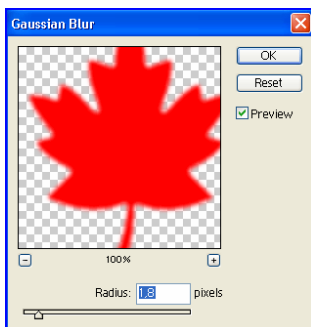 Gaussian Blur
OK
Reset
Preview
100%
Radius: 1,8 pixels